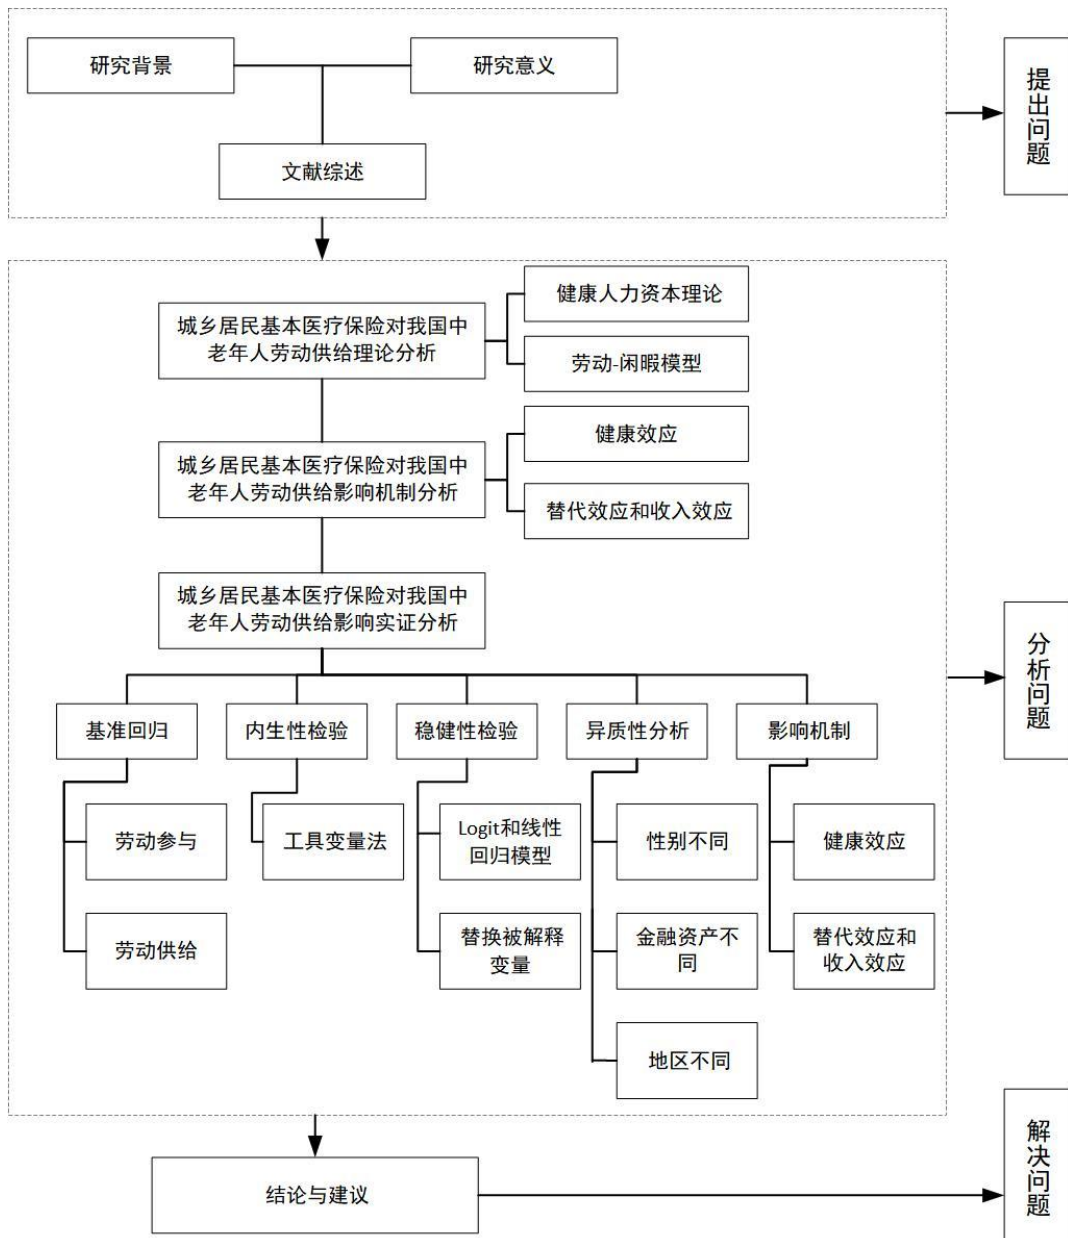 研究背景
研究意义
文献综述
提出问题
城乡居民基本医疗保险对我国中
老年人劳动供给理论分析
健康人力资本理论
劳动-闲暇模型
城乡居民基本医疗保险对我国中
老年人劳动供给影响机制分析
健康效应
替代效应和收入效应
城乡居民基本医疗保险对我国中
老年人劳动供给影响实证分析
分析问题
基准回归
内生性检验
稳健性检验
异质性分析
影响机制
劳动参与
工具变量法
Logit和线性
回归模型
性别不同
健康效应
劳动供给
替换被解释
变量
金融资产不
同
替代效应和
收入效应
地区不同
结论与建议
解决问题